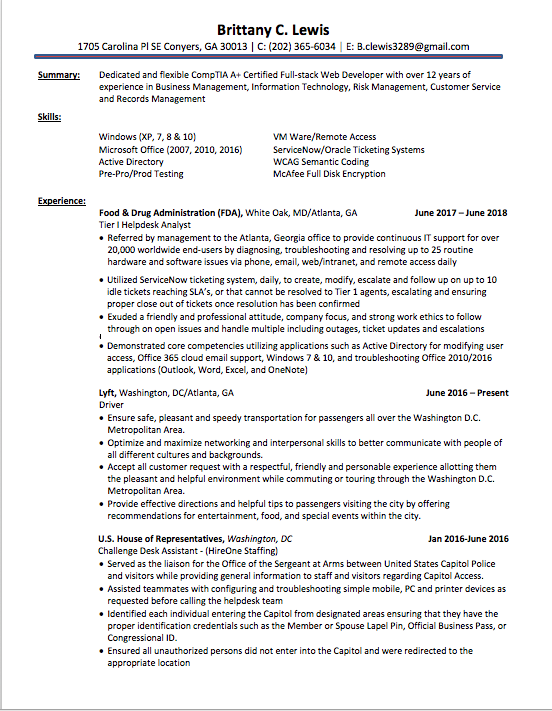 Brittany C. Lewis
1705 Carolina Pl SE Conyers, GA 30013 | C: (202) 365-6034 | E: B.clewis3289@gmail.com
Summary: Dedicated and flexible CompTIA A+ Certified Full-stack Web Developer with over 12 years of
experience in Business Management, Information Technology, Risk Management, Customer Service
and Records Management
Skills:
Windows (XP, 7, 8 & 10) VM Ware/Remote Access
Microsoft Office (2007, 2010, 2016) ServiceNow/Oracle Ticketing Systems
Active Directory WCAG Semantic Coding
Pre-Pro/Prod Testing McAfee Full Disk Encryption
Experience:
Food & Drug Administration (FDA), White Oak, MD/Atlanta, GA June 2017 – June 2018
Tier I Helpdesk Analyst
• Referred by management to the Atlanta, Georgia office to provide continuous IT support for over
20,000 worldwide end-users by diagnosing, troubleshooting and resolving up to 25 routine
hardware and software issues via phone, email, web/intranet, and remote access daily
• Utilized ServiceNow ticketing system, daily, to create, modify, escalate and follow up on up to 10
idle tickets reaching SLA's, or that cannot be resolved to Tier 1 agents, escalating and ensuring
proper close out of tickets once resolution has been confirmed
• Exuded a friendly and professional attitude, company focus, and strong work ethics to follow
through on open issues and handle multiple including outages, ticket updates and escalations
• Demonstrated core competencies utilizing applications such as Active Directory for modifying user
access, Office 365 cloud email support, Windows 7 & 10, and troubleshooting Office 2010/2016
applications (Outlook, Word, Excel, and OneNote)
Lyft, Washington, DC/Atlanta, GA June 2016 – Present
Driver
• Ensure safe, pleasant and speedy transportation for passengers all over the Washington D.C.
Metropolitan Area.
• Optimize and maximize networking and interpersonal skills to better communicate with people of
all different cultures and backgrounds.
• Accept all customer request with a respectful, friendly and personable experience allotting them
the pleasant and helpful environment while commuting or touring through the Washington D.C.
Metropolitan Area.
• Provide effective directions and helpful tips to passengers visiting the city by offering
recommendations for entertainment, food, and special events within the city.
U.S. House of Representatives, Washington, DC Jan 2016-June 2016
Challenge Desk Assistant - (HireOne Staffing)
• Served as the liaison for the Office of the Sergeant at Arms between United States Capitol Police
and visitors while providing general information to staff and visitors regarding Capitol Access.
• Assisted teammates with configuring and troubleshooting simple mobile, PC and printer devices as
requested before calling the helpdesk team
• Identified each individual entering the Capitol from designated areas ensuring that they have the
proper identification credentials such as the Member or Spouse Lapel Pin, Official Business Pass, or
Congressional ID.
• Ensured all unauthorized persons did not enter into the Capitol and were redirected to the
appropriate location